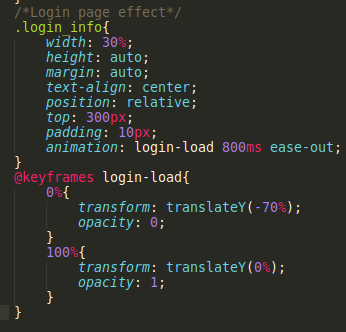 }
/*Login page effect*/
.login_info{
width: 30%;
height: auto;
margin: auto;
text-align: center;
position: relative;
top: 300px;
padding: 10px;
animation: login-load 800ms ease-out;
}
@keyframes login-load{
0%{
transform: translateY(-70%);
opacity: 0;
}
100%{
transform: translateY(0%);
opacity: 1;
}
}